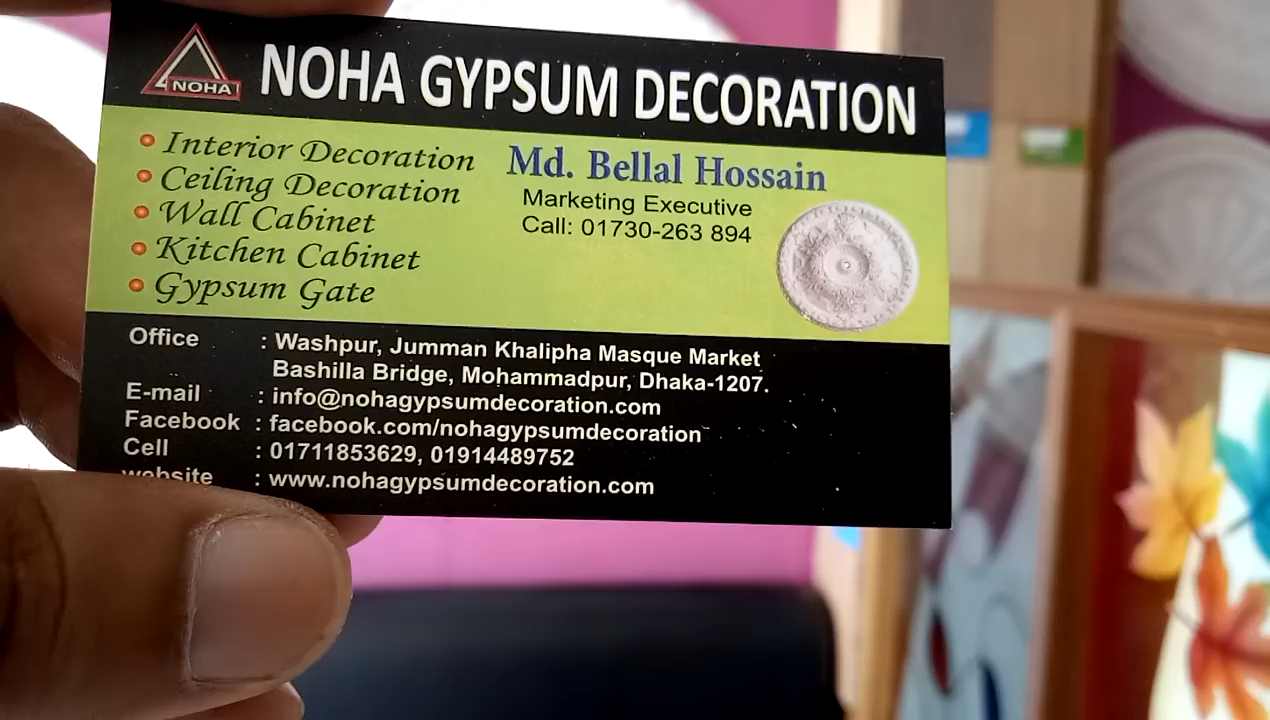 NOHA
NOHA GYPSUM DECORATION
Interior Decoration
Ceiling Decoration
Wall Cabinet
Kitchen Cabinet
Gypsum Gate
Md. Bellal Hossain
Marketing Executive
Call: 01730-263 894
Office : Washpur, Jumman Khalipha Masque Market
Bashilla Bridge, Mohammadpur, Dhaka-1207.
E-mail : info@nohagypsumdecoration.com
Facebook : facebook.com/nohagypsumdecoration
Cell : 01711853629, 01914489752
website : www.nohagypsumdecoration.com